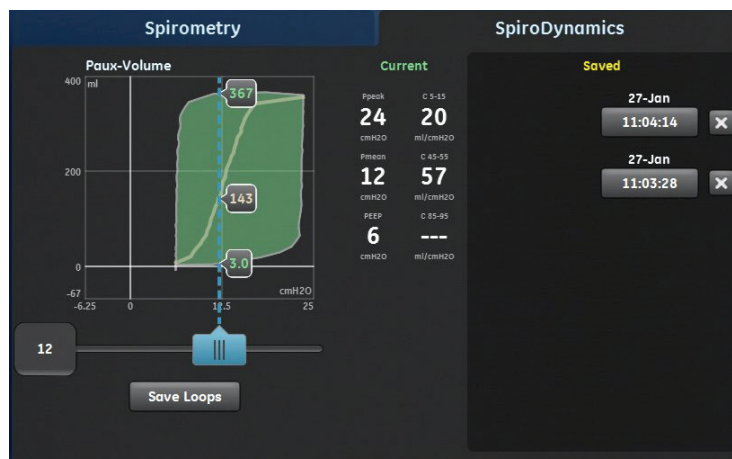 Spirometry
SpiroDynamics
Paux-Volume
400
ml
200
0
-67
-6.25
0
12.5
25
cmH2O
367
143
3.0
12
Save Loops
Current
Ppeak
C 5-15
24
20
cmH2O
ml/cmH2O
Pmean
C 45-55
12
57
cmH2O
ml/cmH2O
PEEP
C 85-95
6
---
cmH2O
ml/cmH2O
Saved
27-Jan
11:04:14
27-Jan
11:03:28